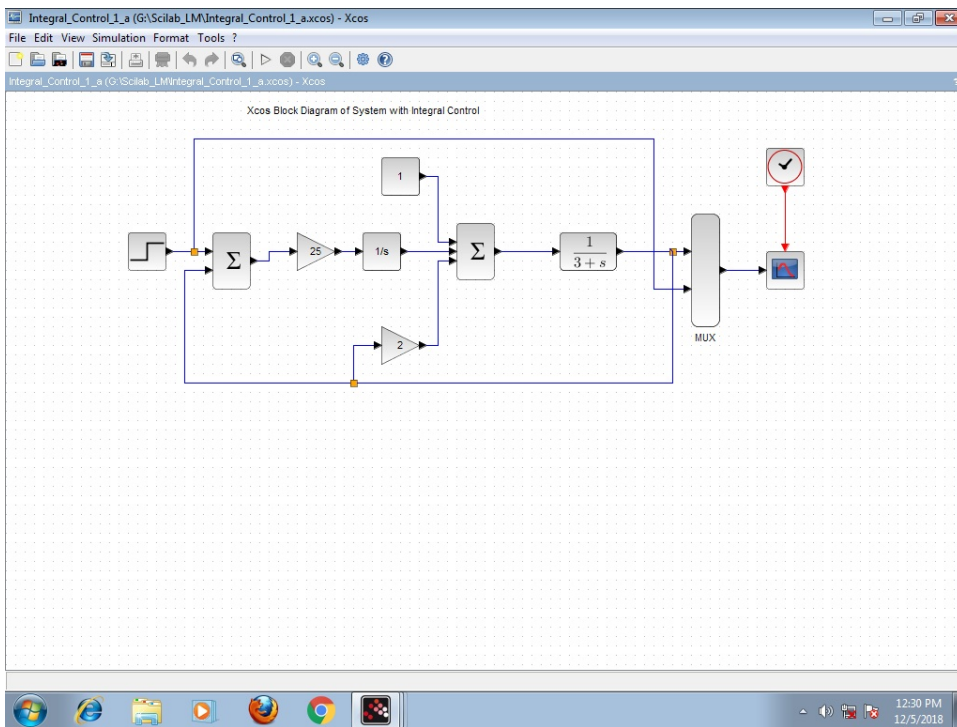 Integral_Control_1_a (G:\Scilab_LM\Integral_Control_1_a.xcos) - Xcos
File Edit View Simulation Format Tools ?
Integral_Control_1_a (G:\Scilab_LM\Integral_Control_1_a.xcos) - Xcos
Xcos Block Diagram of System with Integral Control
1
Σ
25
1/s
Σ
1
3 + s
2
MUX
12:30 PM
12/5/2018